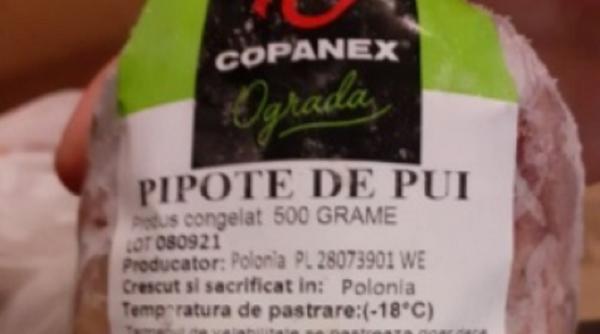 COPANEX
Ograda
PIPOTE DE PUI
Produs congelat 500 GRAME
LOT 080921
Producator: Polonia PL 28073901 WE
Crescut si sacrificat in: Polonia
Temperatura de pastrare:(-18°C)